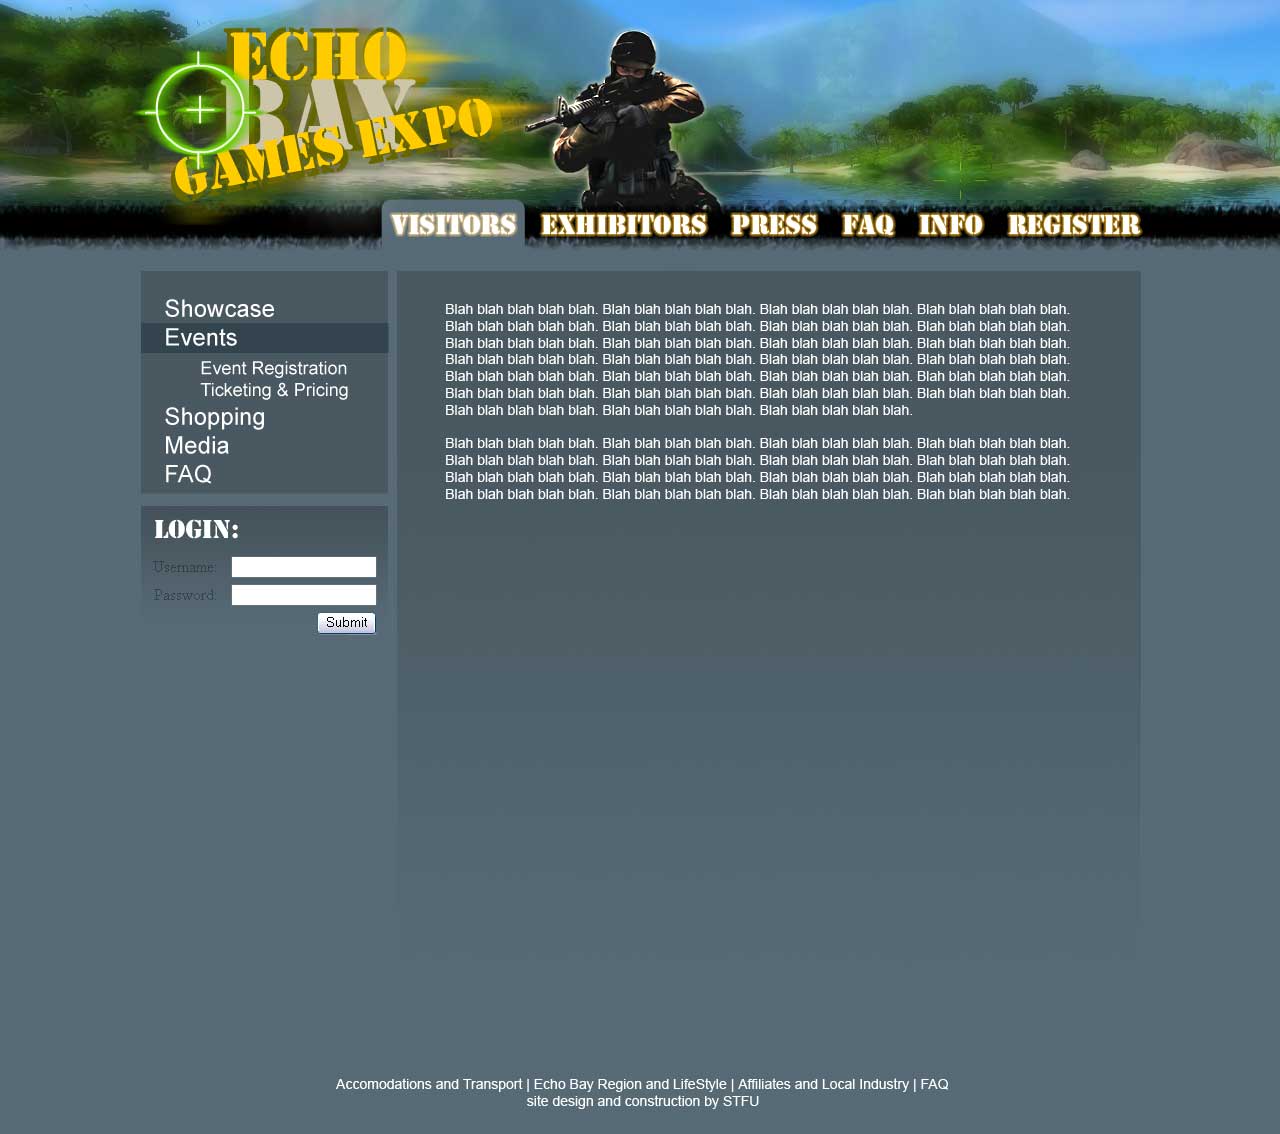 ECHO
BAY
GAMES EXPO
VISITORS EXHIBITORS PRESS FAQ INFO REGISTER
Showcase
Events
Event Registration
Ticketing & Pricing
Shopping
Media
FAQ
LOGIN:
Username:
Password:
Submit
Blah blah blah blah blah. Blah blah blah blah blah. Blah blah blah blah blah. Blah blah blah blah blah.
Blah blah blah blah blah. Blah blah blah blah blah. Blah blah blah blah blah. Blah blah blah blah blah.
Blah blah blah blah blah. Blah blah blah blah blah. Blah blah blah blah blah. Blah blah blah blah blah.
Blah blah blah blah blah. Blah blah blah blah blah. Blah blah blah blah blah. Blah blah blah blah blah.
Blah blah blah blah blah. Blah blah blah blah blah. Blah blah blah blah blah. Blah blah blah blah blah.
Blah blah blah blah blah. Blah blah blah blah blah. Blah blah blah blah blah. Blah blah blah blah blah.
Blah blah blah blah blah. Blah blah blah blah blah. Blah blah blah blah blah.
Blah blah blah blah blah. Blah blah blah blah blah. Blah blah blah blah blah. Blah blah blah blah blah.
Blah blah blah blah blah. Blah blah blah blah blah. Blah blah blah blah blah. Blah blah blah blah blah.
Blah blah blah blah blah. Blah blah blah blah blah. Blah blah blah blah blah. Blah blah blah blah blah.
Blah blah blah blah blah. Blah blah blah blah blah. Blah blah blah blah blah. Blah blah blah blah blah.
Accomodations and Transport | Echo Bay Region and LifeStyle | Affiliates and Local Industry | FAQ
site design and construction by STFU